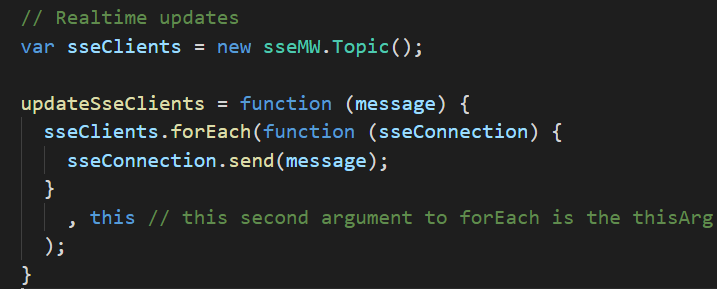 // Realtime updates
var sseClients = new sseMW.Topic();
updateSseClients = function (message) {
sseClients.forEach(function (sseConnection) {
sseConnection.send(message);
}
, this // this second argument to forEach is the thisArg
);
}